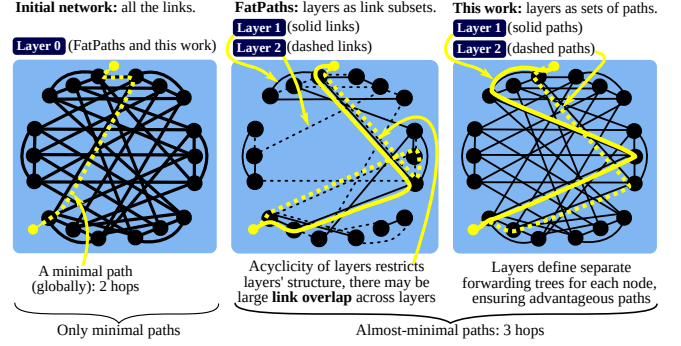 Initial network: all the links.
Layer 0 (FatPaths and this work)
A minimal path
(globally): 2 hops
Only minimal paths
FatPaths: layers as link subsets.
Layer 1 (solid links)
Layer 2 (dashed links)
Acyclicity of layers restricts
layers' structure, there may be
large link overlap across layers
This work: layers as sets of paths.
Layer 1 (solid paths)
Layer 2 (dashed paths)
Layers define separate
forwarding trees for each node,
ensuring advantageous paths
Almost-minimal paths: 3 hops